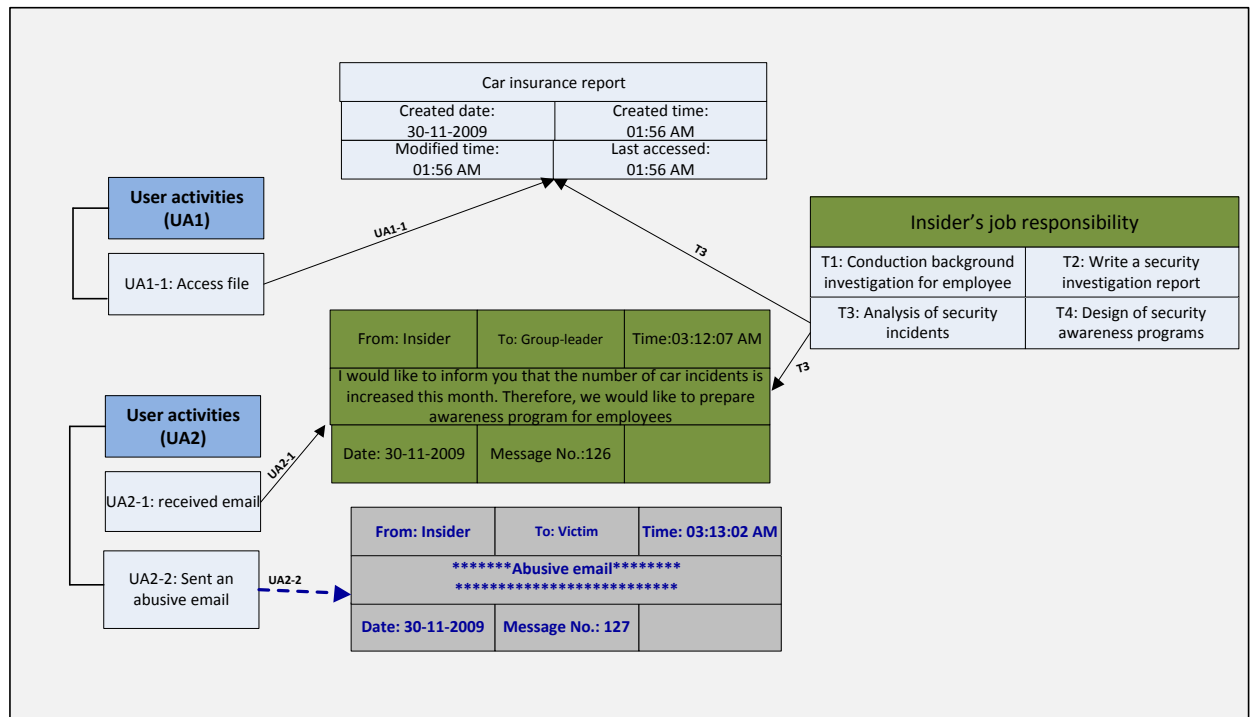 Car insurance report
Created date:
30-11-2009
Created time:
01:56 AM
Modified time:
01:56 AM
Last accessed:
01:56 AM
User activities
(UA1)
UA1-1: Access file
UA1-1
T3
Insider's job responsibility
T1: Conduction background
investigation for employee
T2: Write a security
investigation report
T3: Analysis of security
incidents
T4: Design of security
awareness programs
T3
From: Insider
To: Group-leader
Time:03:12:07 AM
I would like to inform you that the number of car incidents is
increased this month. Therefore, we would like to prepare
awareness program for employees
Date: 30-11-2009
Message No.:126
User activities
(UA2)
UA2-1: received email
UA2-1
UA2-2: Sent an
abusive email
UA2-2
From: Insider
To: Victim
Time: 03:13:02 AM
*******Abusive email********
**************************
Date: 30-11-2009
Message No.: 127